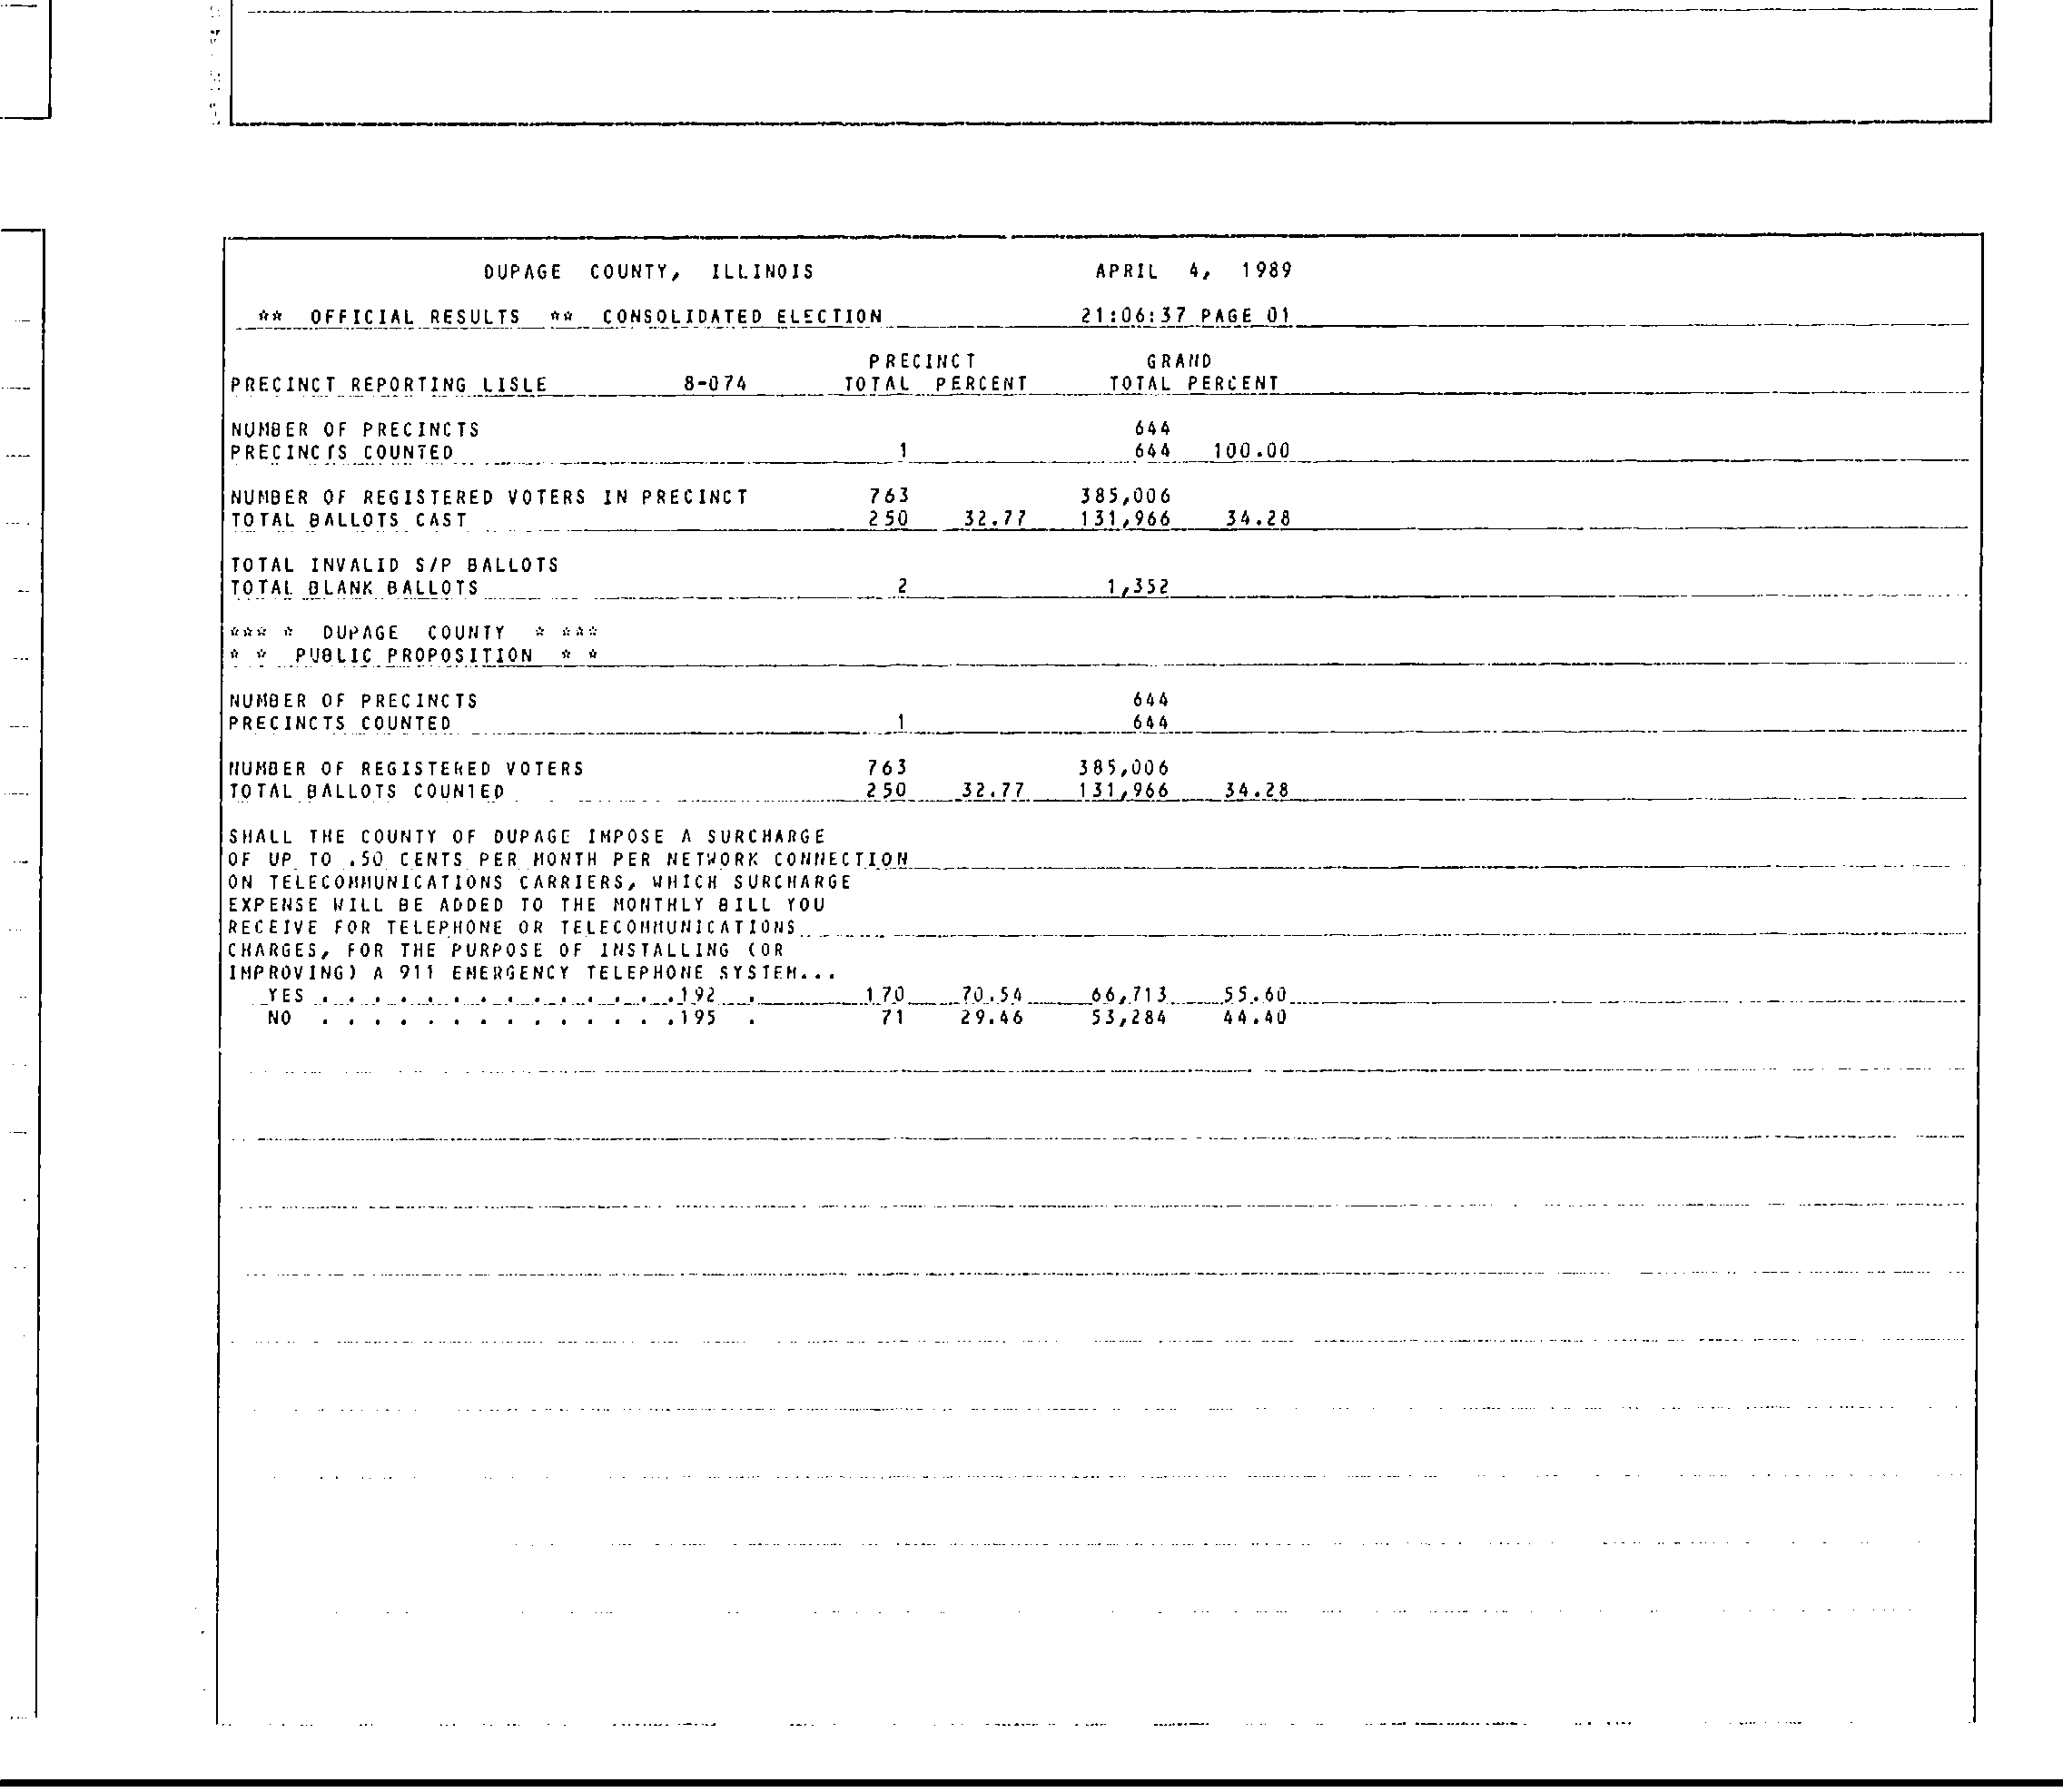 DUPAGE COUNTY, ILLINOIS APRIL 4, 1989
** OFFICIAL RESULTS ** CONSOLIDATED ELECTION 21:06:37 PAGE 01
PRECINCT GRAND
PRECINCT REPORTING LISLE 8-074 TOTAL PERCENT TOTAL PERCENT
NUMBER OF PRECINCTS 644
PRECINCTS COUNTED 1 644 100.00
NUMBER OF REGISTERED VOTERS IN PRECINCT 763 385,006
TOTAL BALLOTS CAST 250 32.77 131,966 34.28
TOTAL INVALID S/P BALLOTS
TOTAL BLANK BALLOTS 2 1,352
*** * DUPAGE COUNTY * ***
* * PUBLIC PROPOSITION * *
NUMBER OF PRECINCTS 644
PRECINCTS COUNTED 1 644
NUMBER OF REGISTERED VOTERS 763 385,006
TOTAL BALLOTS COUNTED 250 32.77 131,966 34.28
SHALL THE COUNTY OF DUPAGE IMPOSE A SURCHARGE
OF UP TO .50 CENTS PER MONTH PER NETWORK CONNECTION
ON TELECOMMUNICATIONS CARRIERS, WHICH SURCHARGE
EXPENSE WILL BE ADDED TO THE MONTHLY BILL YOU
RECEIVE FOR TELEPHONE OR TELECOMMUNICATIONS
CHARGES, FOR THE PURPOSE OF INSTALLING (OR
IMPROVING) A 911 EMERGENCY TELEPHONE SYSTEM...
YES . . . . . . . . . . . . . .192 . 170 70.54 66,713 55.60
NO . . . . . . . . . . . . . .195 . 71 29.46 53,284 44.40